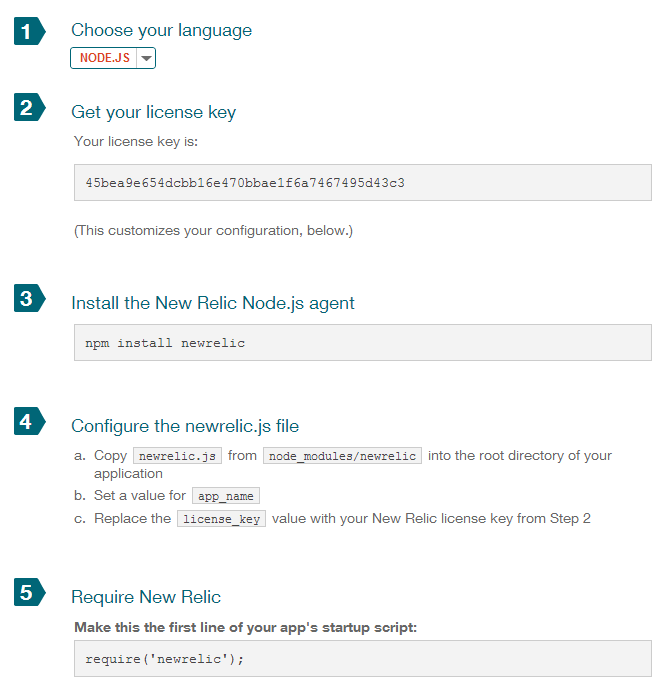 1 Choose your language
NODE.JS
2 Get your license key
Your license key is:
45bea9e654dcbb16e470bbae1f6a7467495d43c3
(This customizes your configuration, below.)
3 Install the New Relic Node.js agent
npm install newrelic
4 Configure the newrelic.js file
a. Copy newrelic.js from node_modules/newrelic into the root directory of your
application
b. Set a value for app_name
c. Replace the license_key value with your New Relic license key from Step 2
5 Require New Relic
Make this the first line of your app's startup script:
require('newrelic');